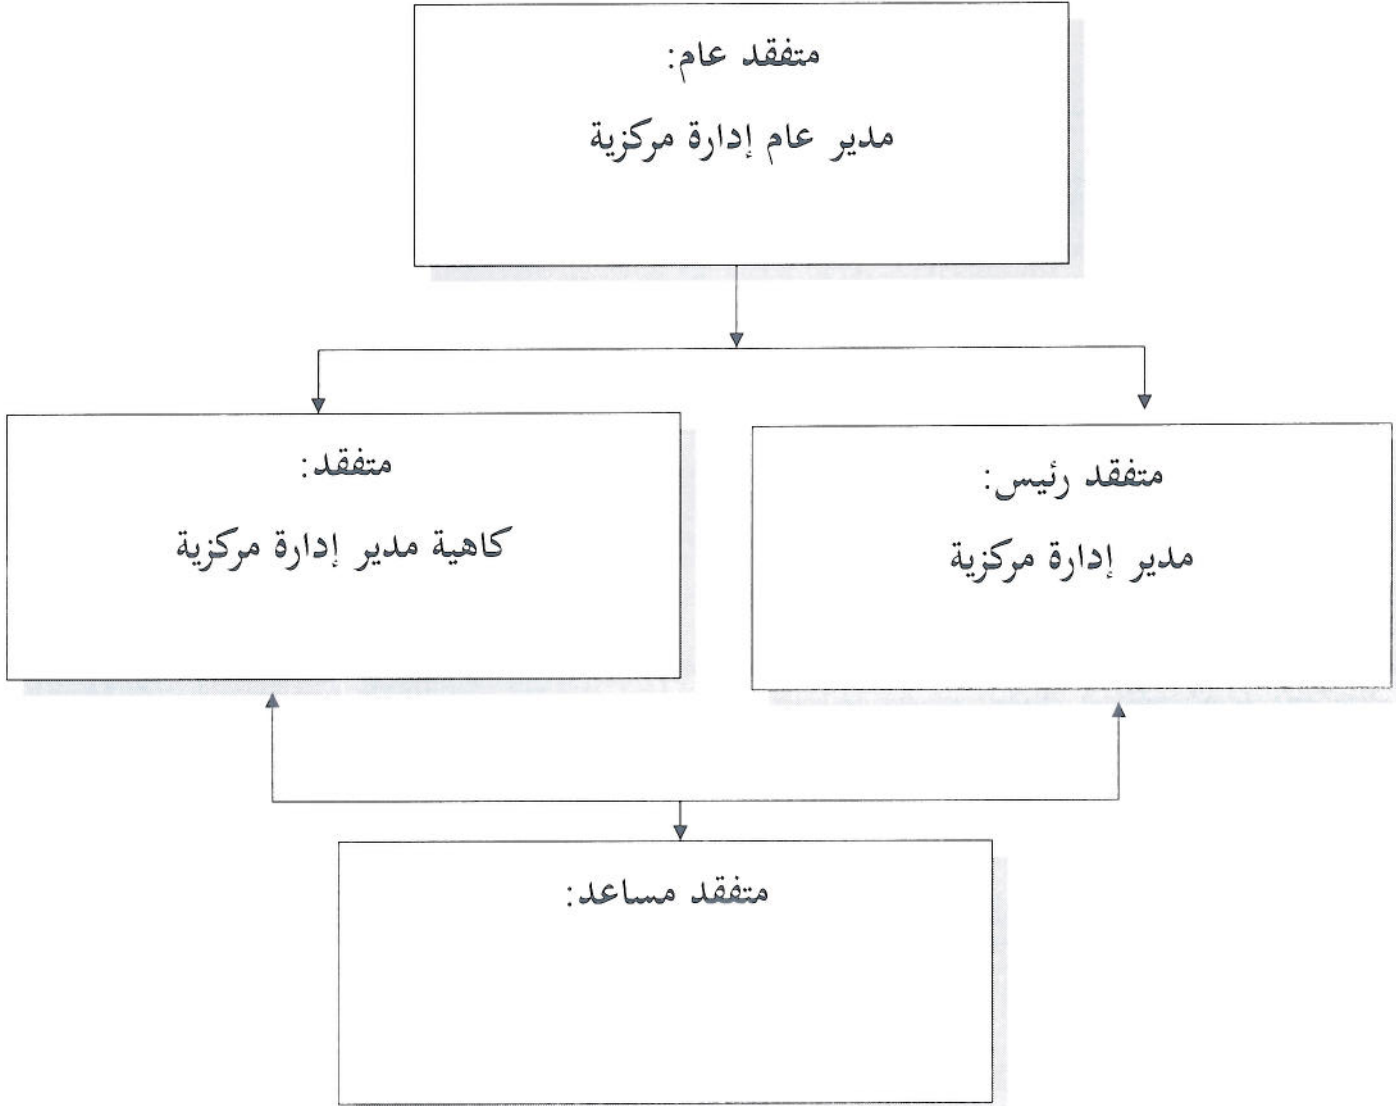 متفقد عام:
مدير عام إدارة مركزية
متفقد رئيس:
مدير إدارة مركزية
متفقد:
كاهية مدير إدارة مركزية
متفقد مساعد: